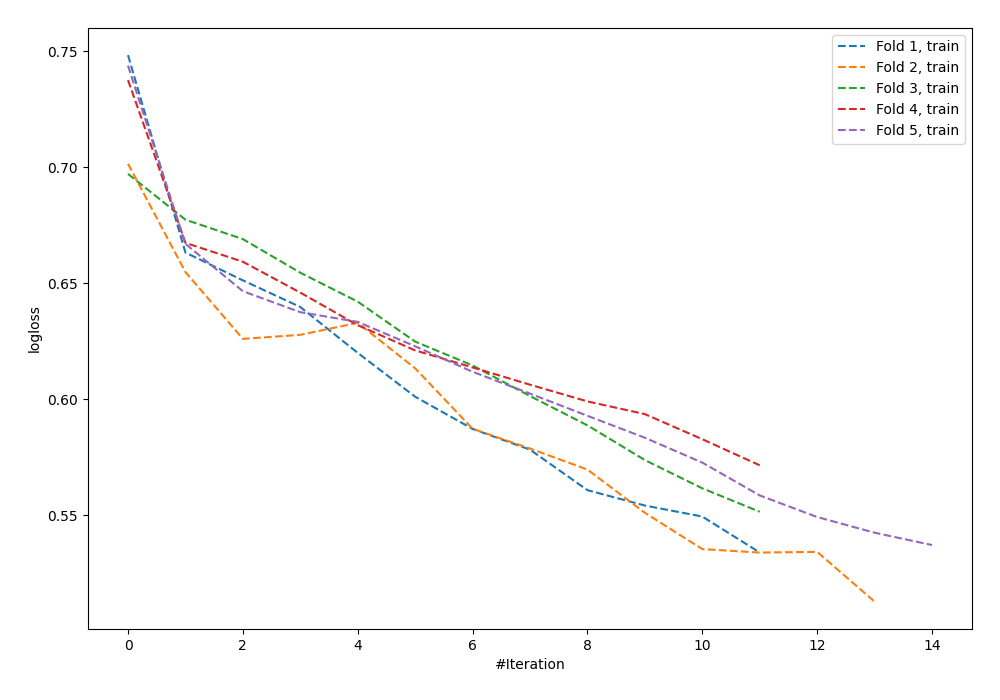 0.75
0.70
0.65
0.60
0.55
logloss
0 2 4 6 8 10 12 14
#Iteration
Fold 1, train
Fold 2, train
Fold 3, train
Fold 4, train
Fold 5, train